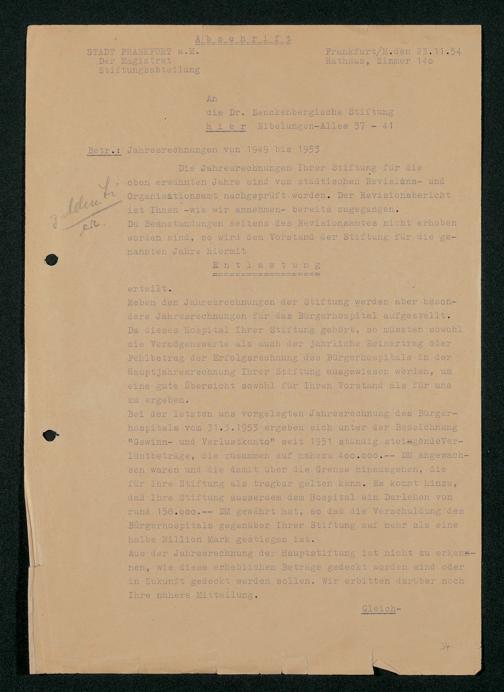 Abschrift
STADT FRANKFURT a.M.
Der Magistrat
Stiftungsabteilung
Frankfurt/M.den 23.11.54
Rathaus, Zimmer 140
An
die Dr. Senckenbergische Stiftung
hier Nibelungen-Allee 37 - 41
Betr.: Jahresrechnungen von 1949 bis 1953
Die Jahresrechnungen Ihrer Stiftung für die
oben erwähnten Jahre sind vom städtischen Revisions- und
Organisationsamt nachgeprüft worden. Der Revisionsbericht
ist Ihnen -wie wir annehmen- bereits zugegangen.
Da Beanstandungen seitens des Revisionsamtes nicht erhoben
worden sind, so wird dem Vorstand der Stiftung für die ge-
nannten Jahre hiermit
Entlastung
erteilt.
Neben den Jahresrechnungen der Stiftung werden aber beson-
dere Jahresrechnungen für das Bürgerhospital aufgestellt.
Da dieses Hospital Ihrer Stiftung gehört, so müssten sowohl
die Vermögenswerte als auch der jährliche Reinertrag oder
Fehlbetrag der Erfolgsrechnung des Bürgerhospitals in der
Hauptjahresrechnung Ihrer Stiftung ausgewiesen werden, um
eine gute Übersicht sowohl für Ihren Vorstand als für uns
zu ergeben.
Bei der letzten uns vorgelegten Jahresrechnung des Bürger-
hospitals vom 31.3.1953 ergeben sich unter der Bezeichnung
"Gewinn- und Verlustkonto" seit 1951 ständig steigendeVer-
lustbeträge, die zusammen auf nahezu 400.000.-- DM angewach-
sen waren und die damit über die Grenze hinausgehen, die
für Ihre Stiftung als tragbar gelten kann. Es kommt hinzu,
daß Ihre Stiftung ausserdem dem Hospital ein Darlehen von
rund 150.000.-- DM gewährt hat, so daß die Verschuldung des
Bürgerhospitals gegenüber Ihrer Stiftung auf mehr als eine
halbe Million Mark gestiegen ist.
Aus der Jahresrechnung der Hauptstiftung ist nicht zu erken-
nen, wie diese erheblichen Beträge gedeckt worden sind oder
in Zukunft gedeckt werden sollen. Wir erbitten darüber noch
Ihre nähere Mitteilung.
Gleich-